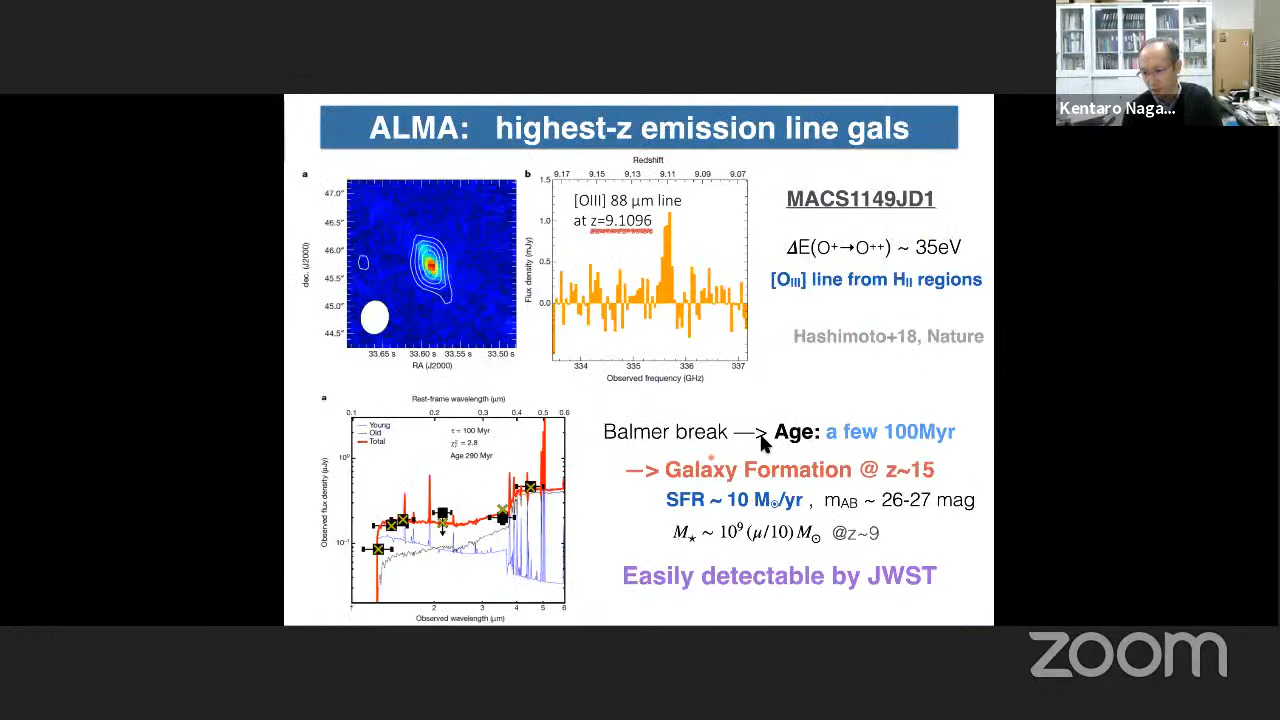 Kentaro Naga...
ALMA: highest-z emission line gals
a
47.0″
46.5″
46.0″
45.5″
45.0″
44.5″
dec. (J2000)
33.65 s 33.60 s 33.55 s 33.50 s
RA (J2000)
b
Redshift
9.17 9.15 9.13 9.11 9.09 9.07
[OIII] 88 μm line
at z=9.1096
1.5
1.0
0.5
0.0
Flux density (mJy)
334 335 336 337
Observed frequency (GHz)
MACS1149JD1
ΔE(O⁺→O⁺⁺) ~ 35eV
[OIII] line from HII regions
Hashimoto+18, Nature
a
Rest-frame wavelength (μm)
0.1 0.2 0.3 0.4 0.5 0.6
Young
Old
Total
τ = 100 Myr
Age 290 Myr
10⁰
10⁻¹
Observed flux density (μJy)
1 2 3 4 5 6
Observed wavelength (μm)
Balmer break —> Age: a few 100Myr
—> Galaxy Formation @ z~15
SFR ~ 10 M⊙/yr , mAB ~ 26-27 mag
M⋆ ~ 10⁹ (μ/10) M⊙ @z~9
Easily detectable by JWST
zoom